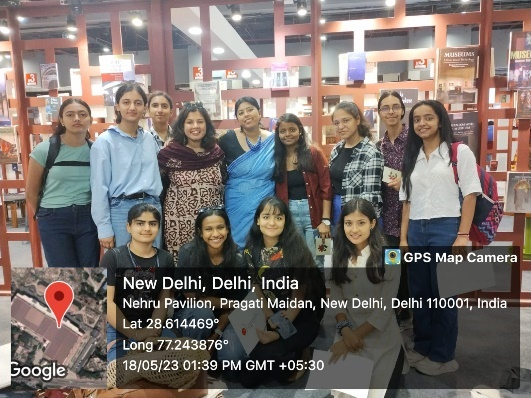 MUSEUMA
GPS Map Camera
New Delhi, Delhi, India
Nehru Pavilion, Pragati Maidan, New Delhi, Delhi 110001, India
Lat 28.614469°
Long 77.243876°
18/05/23 01:39 PM GMT +05:30
Google